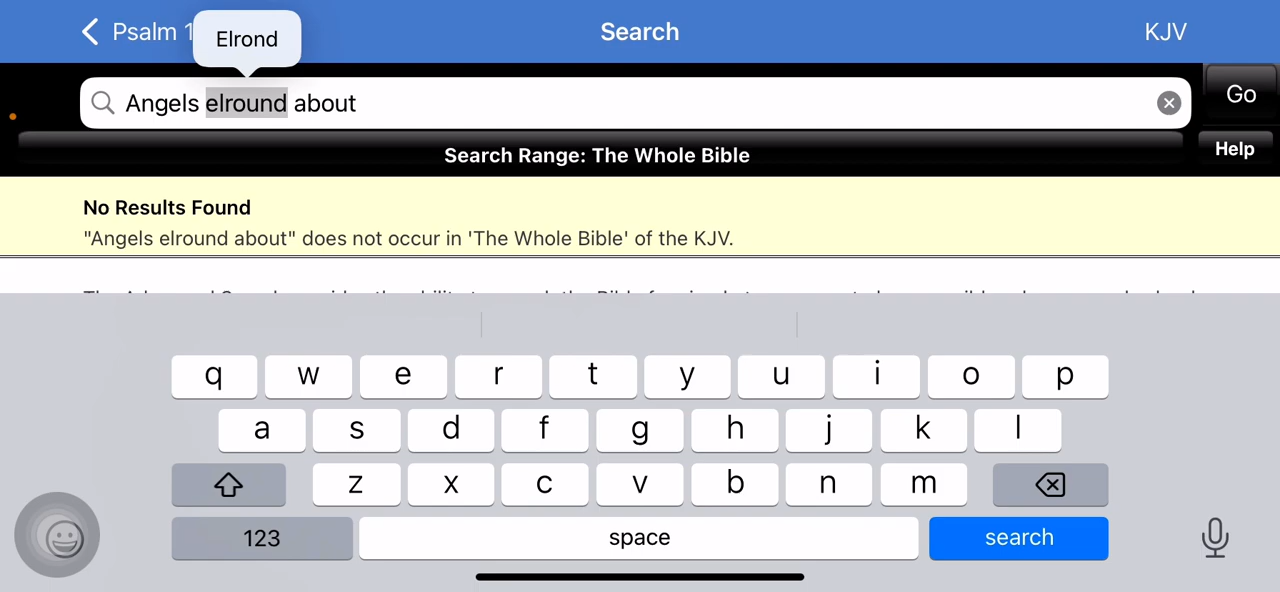 Psalm 1
Search
KJV
Elrond
Angels elround about
Go
Search Range: The Whole Bible
Help
No Results Found
"Angels elround about" does not occur in 'The Whole Bible' of the KJV.
q w e r t y u i o p
a s d f g h j k l
z x c v b n m
123
space
search